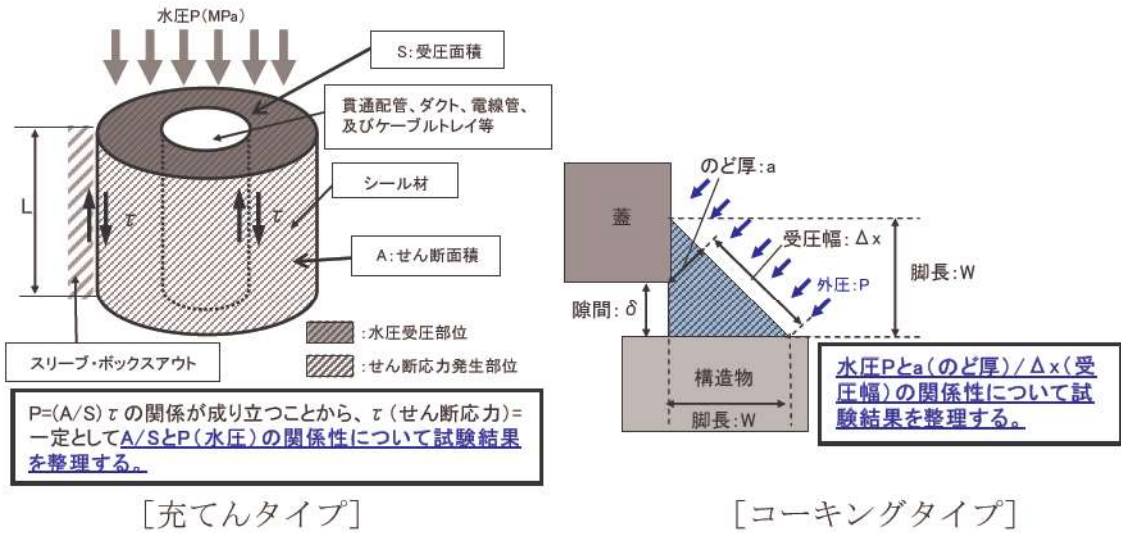 水圧P(MPa)
S:受圧面積
貫通配管、ダクト、電線管、
及びケーブルトレイ等
L
τ
τ
シール材
A:せん断面積
:水圧受圧部位
:せん断応力発生部位
スリーブ・ボックスアウト
P=(A/S)τの関係が成り立つことから、τ(せん断応力)=
一定としてA/SとP(水圧)の関係性について試験結果
を整理する。
[充てんタイプ]
のど厚:a
蓋
受圧幅:Δx
外圧:P
脚長:W
隙間:δ
構造物
脚長:W
水圧Pとa(のど厚)/Δx(受
圧幅)の関係性について試
験結果を整理する。
[コーキングタイプ]